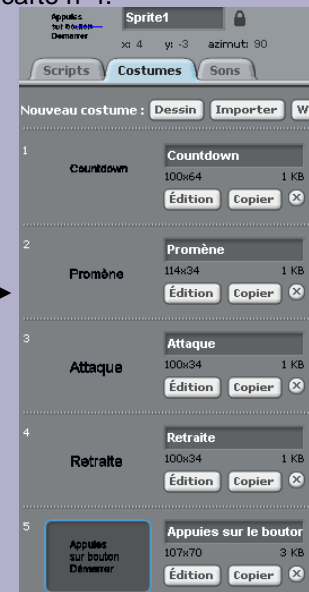 carte n°4.
Appuies
sur bouton
Démarrer
Sprite1
x: 4 y: -3 azimut: 90
Scripts Costumes Sons
Nouveau costume : Dessin Importer W
1
Countdown
Countdown
100x64 1 KB
Édition Copier
2
Promène
Promène
114x34 1 KB
Édition Copier
3
Attaque
Attaque
100x34 1 KB
Édition Copier
4
Retraite
Retraite
100x34 1 KB
Édition Copier
5
Appuies
sur bouton
Démarrer
Appuies sur le bouton
107x70 3 KB
Édition Copier